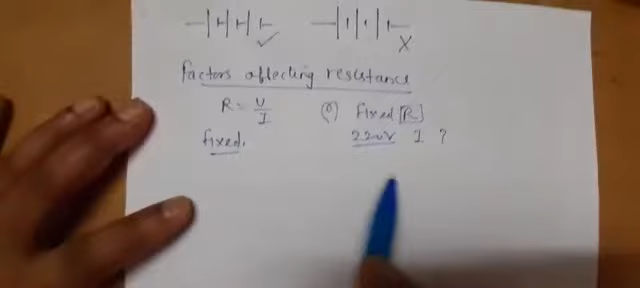 X
Factors affecting resistance
R = V/I Fixed [R]
fixed. 220V I ?